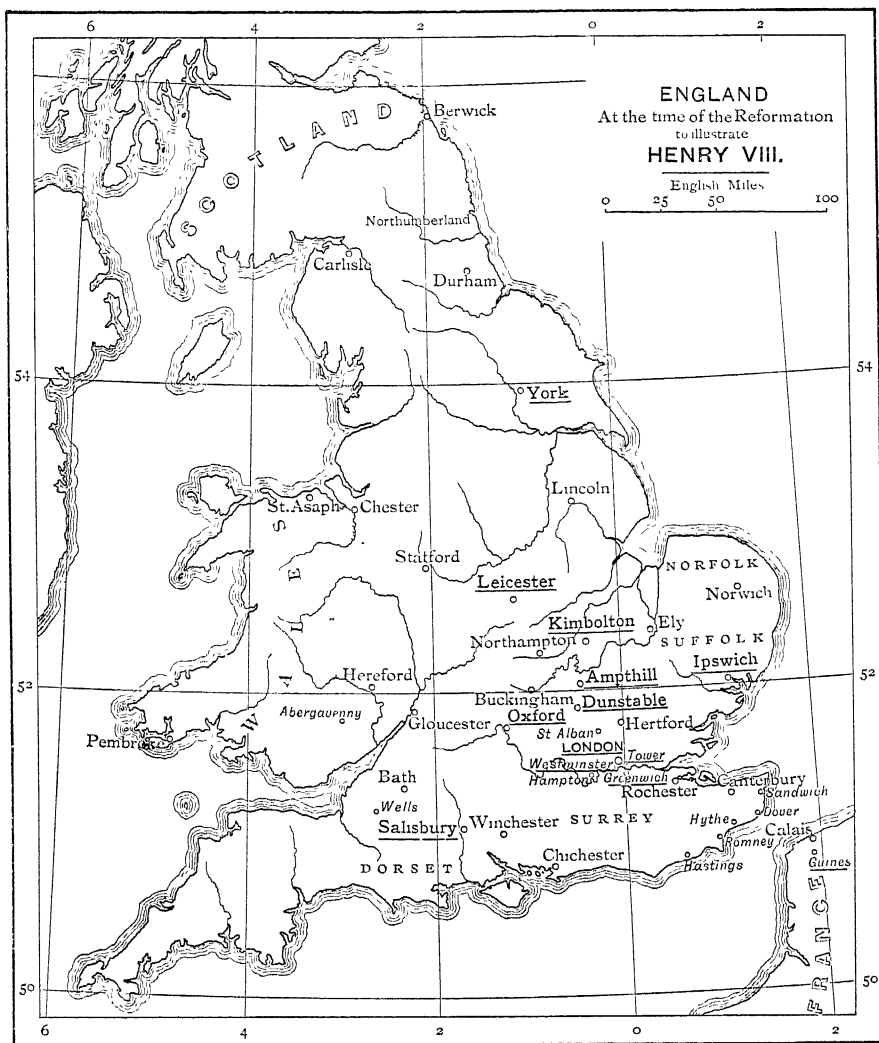 6 4 2 0 2
ENGLAND
At the time of the Reformation
to illustrate
HENRY VIII.
English Miles
0 25 50 100
SCOTLAND
Berwick
Northumberland
Carlisle
Durham
54
54
York
Lincoln
St. Asaph
Chester
Stafford
Leicester
NORFOLK
Norwich
Kimbolton
Ely
Northampton
SUFFOLK
Ipswich
WALES
Hereford
Ampthill
52
52
Buckingham
Dunstable
Abergavenny
Gloucester
Oxford
Hertford
St Alban
Pembroke
LONDON
Westminster
Tower
Hampton
Greenwich
Bath
Rochester
Canterbury
Sandwich
Wells
Dover
Salisbury
Winchester
SURREY
Hythe
Calais
Romney
DORSET
Chichester
Hastings
Guines
FRANCE
50
50
6 4 2 0 2